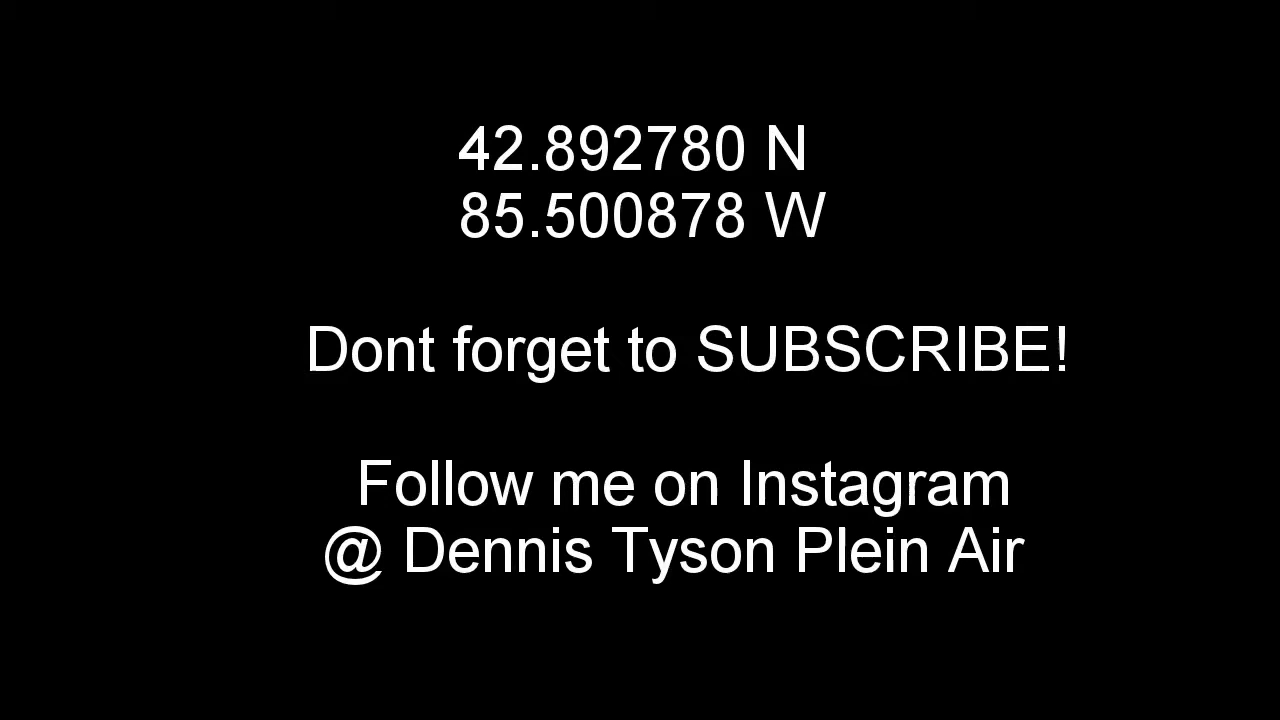 42.892780 N
85.500878 W
Dont forget to SUBSCRIBE!
Follow me on Instagram
@ Dennis Tyson Plein Air